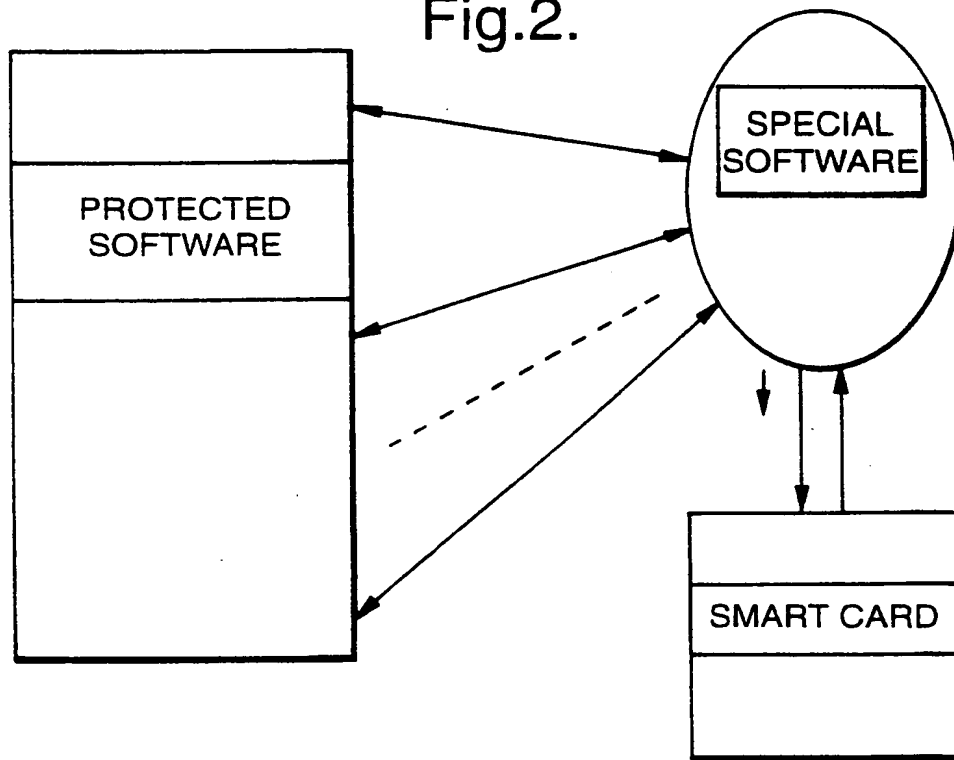 Fig.2.
SPECIAL
SOFTWARE
PROTECTED
SOFTWARE
SMART CARD